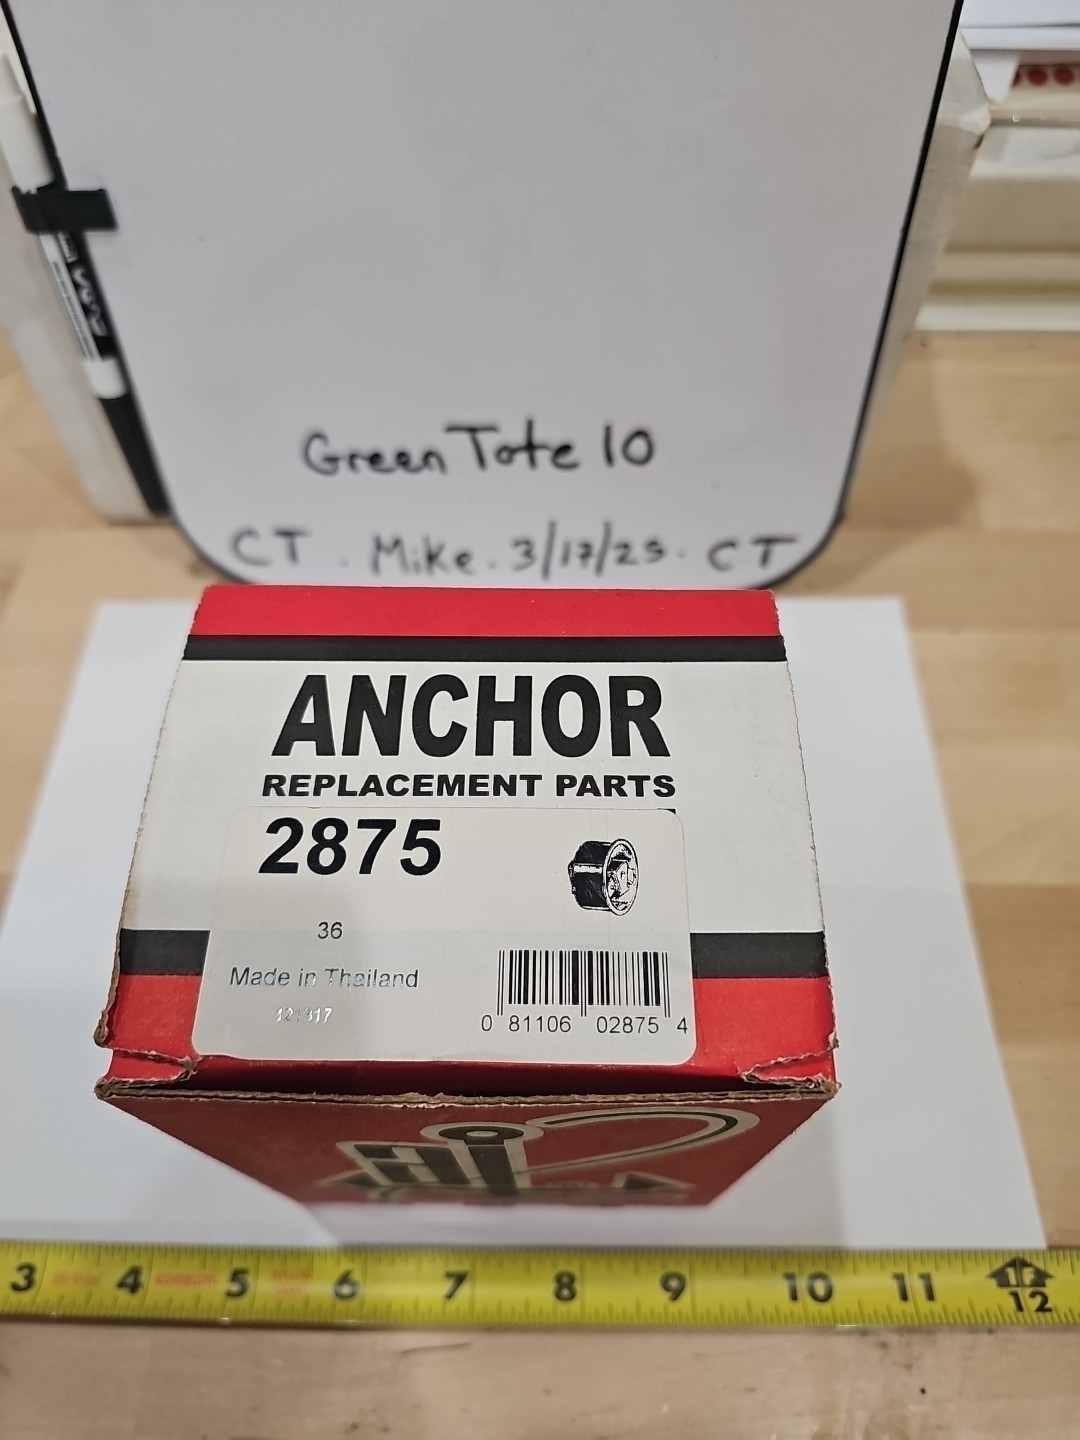 Green Tote 10
CT. Mike. 3/17/25. CT
ANCHOR
REPLACEMENT PARTS
2875
36
Made in Thailand
121317
0 81106 02875 4
3 4 5 6 7 8 9 10 11 12